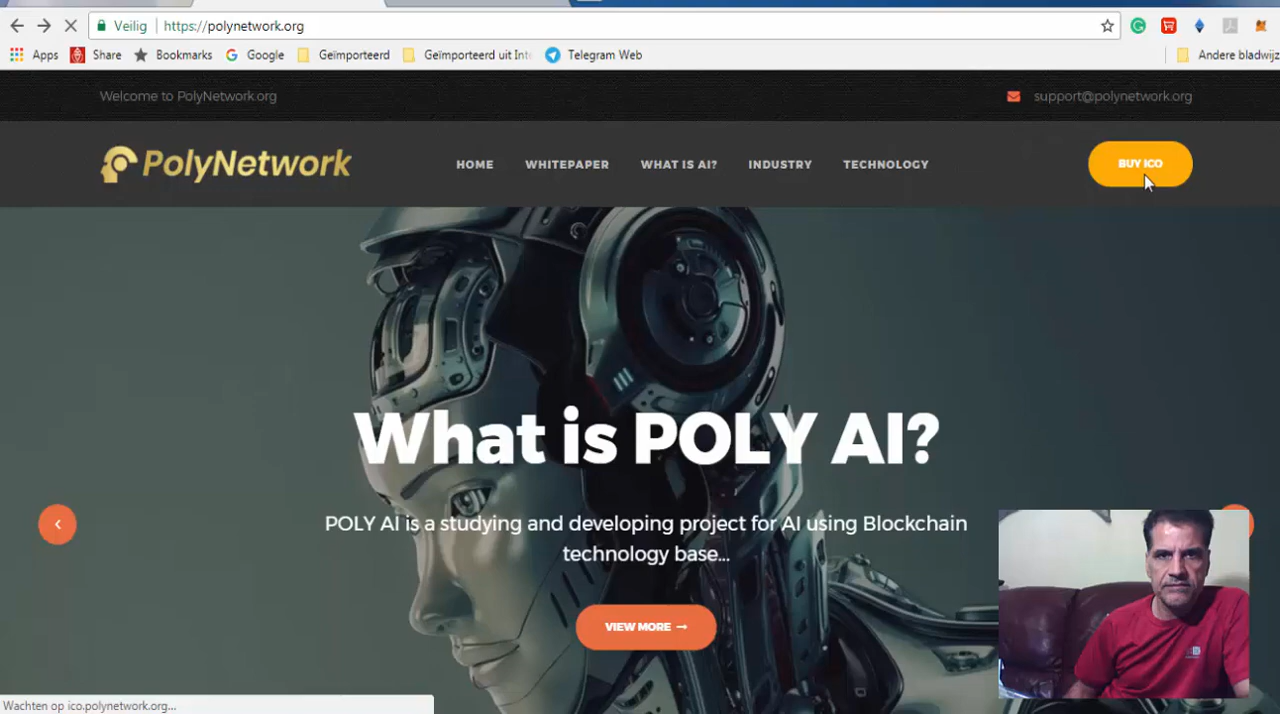 Veilig https://polynetwork.org
Apps Share Bookmarks Google Geïmporteerd Geïmporteerd uit Int Telegram Web Andere bladwijz
Welcome to PolyNetwork.org support@polynetwork.org
PolyNetwork HOME WHITEPAPER WHAT IS AI? INDUSTRY TECHNOLOGY BUY ICO
What is POLY AI?
POLY AI is a studying and developing project for AI using Blockchain
technology base...
VIEW MORE →
Wachten op ico.polynetwork.org...